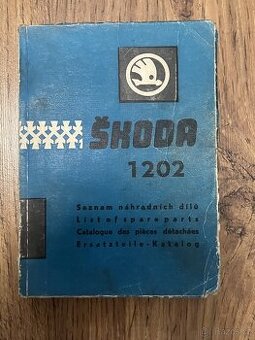 ŠKODA
1202
Seznam náhradních dílů
List of spare parts
Catalogue des pièces détachées
Ersatzteile-Katalog